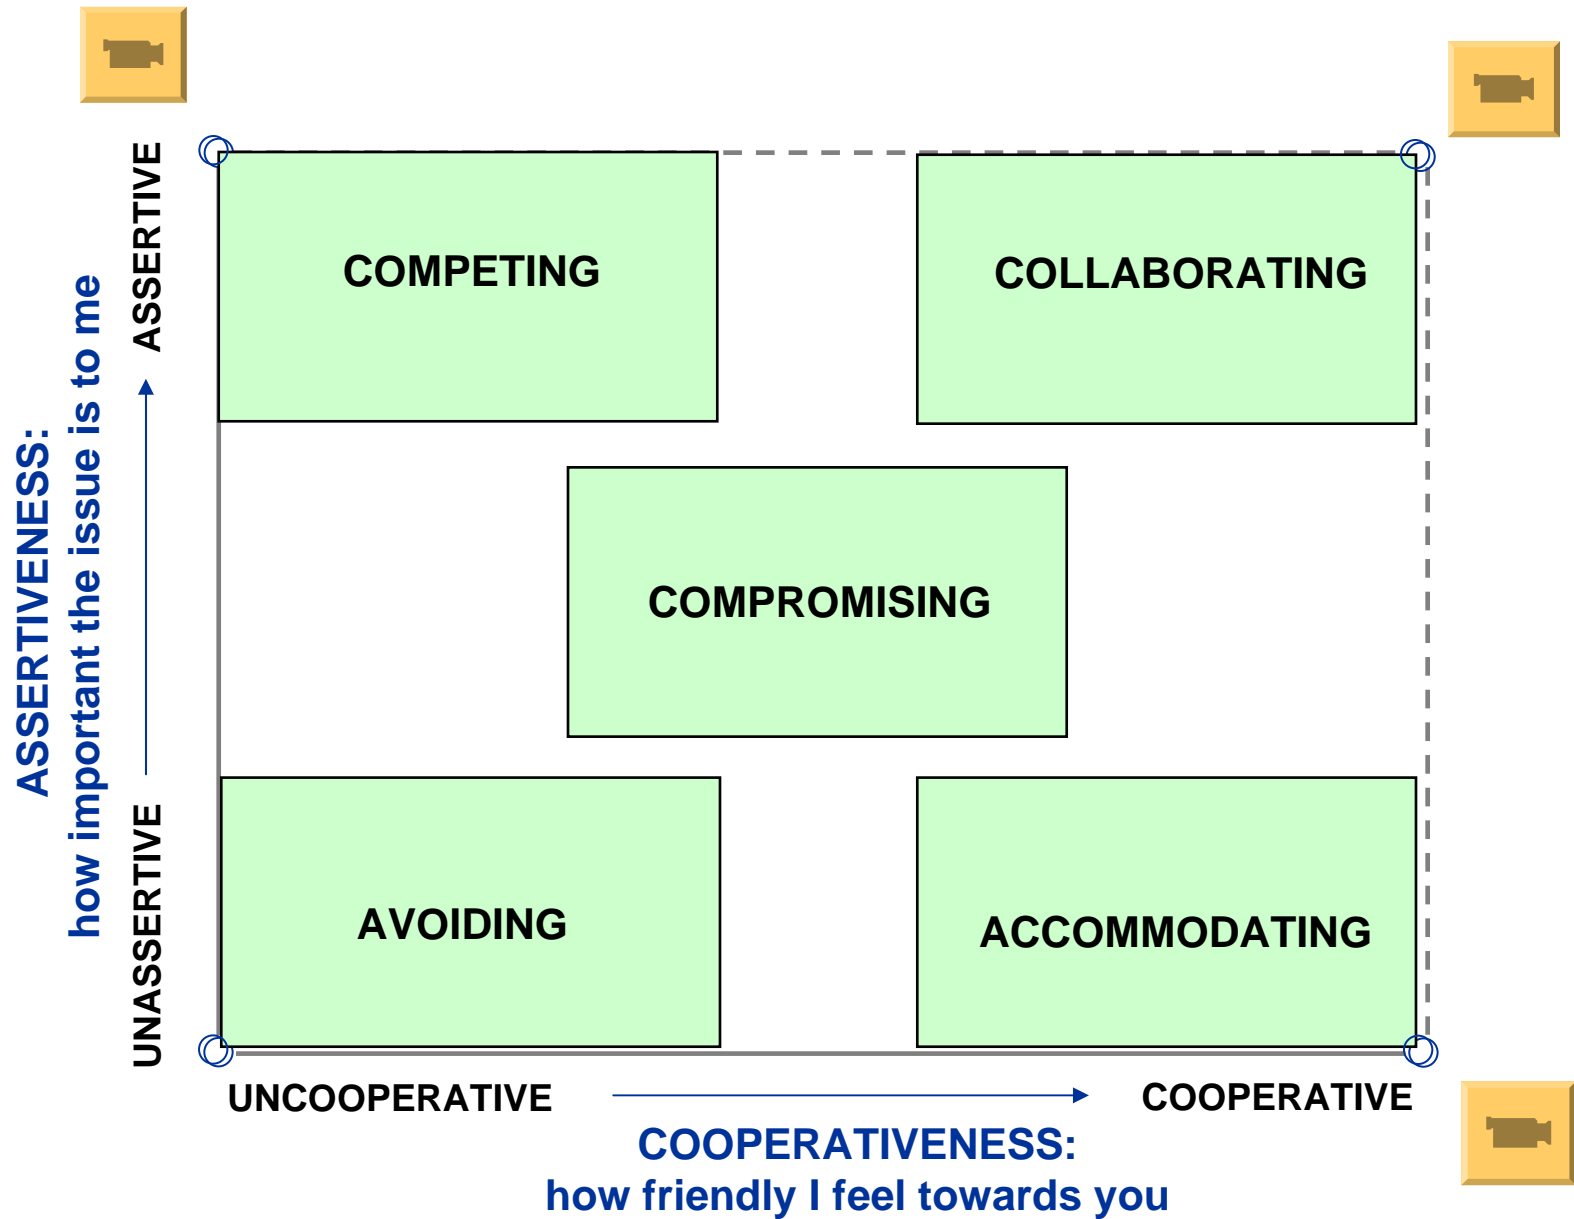 ASSERTIVENESS:
how important the issue is to me
ASSERTIVE
UNASSERTIVE
COMPETING
COLLABORATING
COMPROMISING
AVOIDING
ACCOMMODATING
UNCOOPERATIVE
COOPERATIVE
COOPERATIVENESS:
how friendly I feel towards you